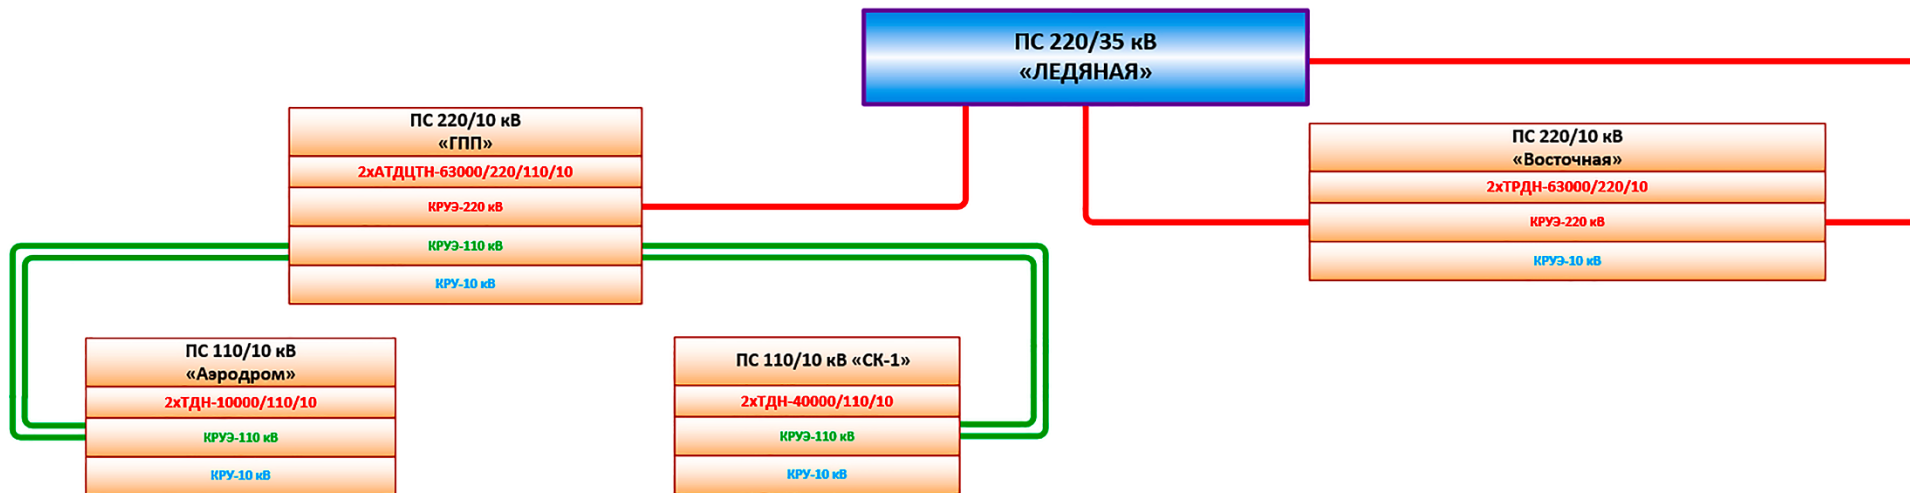 ПС 220/35 кВ
«ЛЕДЯНАЯ»
ПС 220/10 кВ
«ГПП»
2хАТДЦТН-63000/220/110/10
КРУЭ-220 кВ
КРУЭ-110 кВ
КРУ-10 кВ
ПС 220/10 кВ
«Восточная»
2хТРДН-63000/220/10
КРУЭ-220 кВ
КРУЭ-10 кВ
ПС 110/10 кВ
«Аэродром»
2хТДН-10000/110/10
КРУЭ-110 кВ
КРУ-10 кВ
ПС 110/10 кВ «СК-1»
2хТДН-40000/110/10
КРУЭ-110 кВ
КРУ-10 кВ